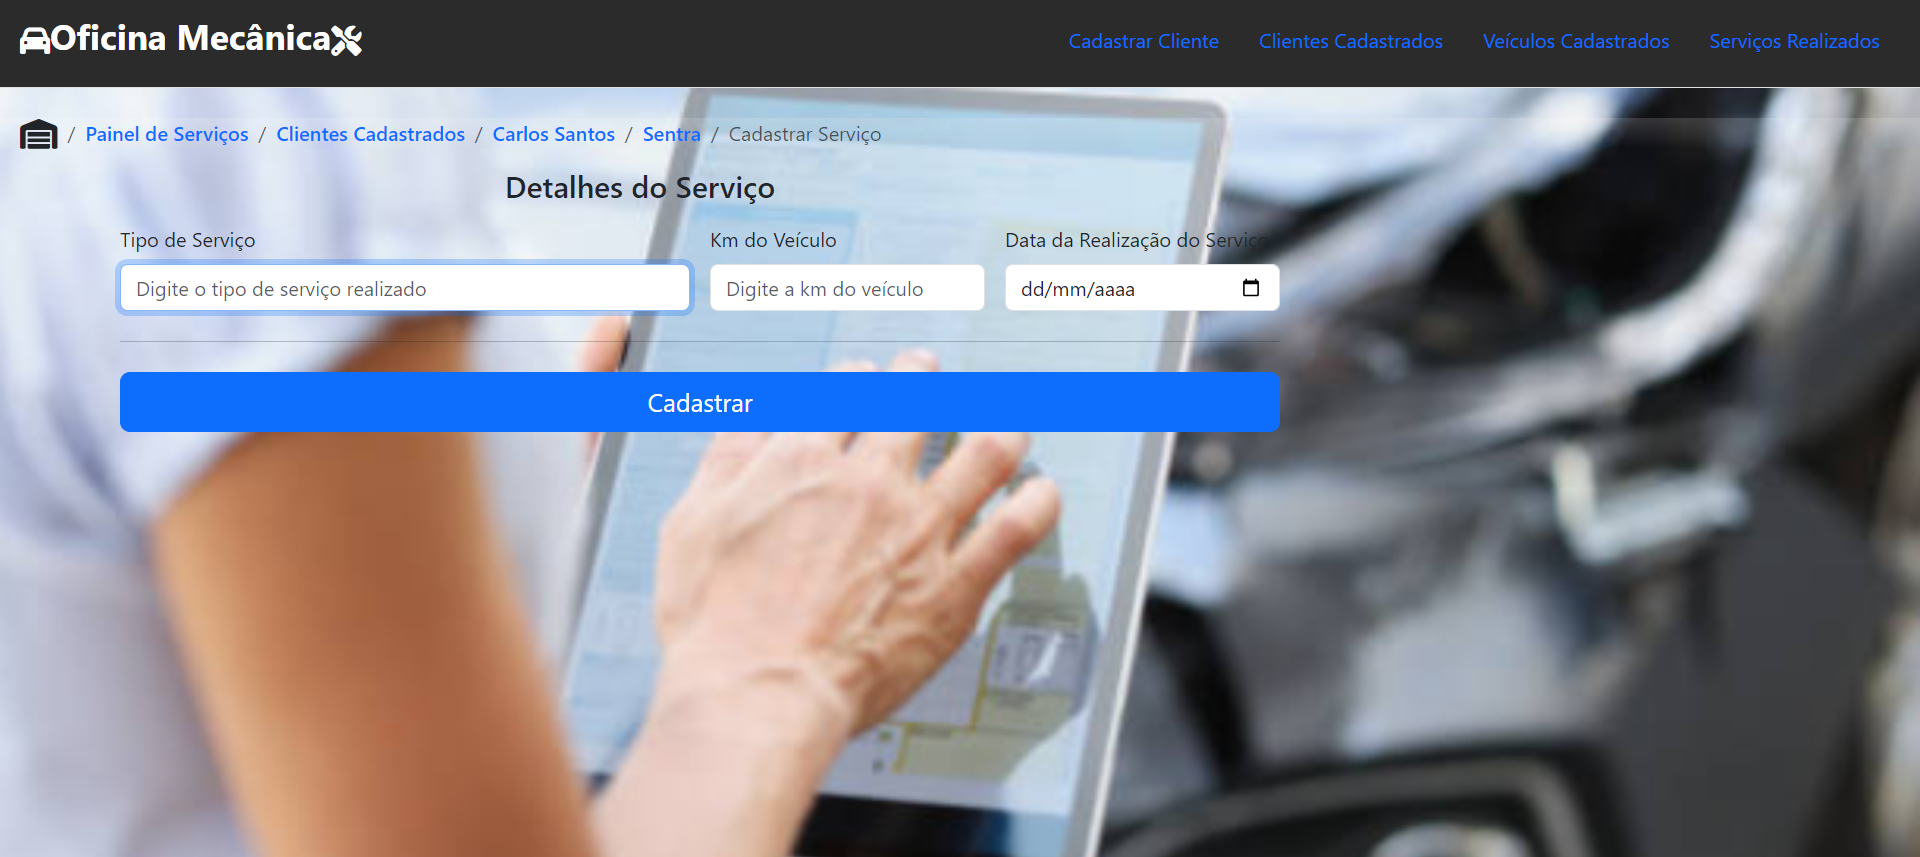 Oficina Mecânica
Cadastrar Cliente Clientes Cadastrados Veículos Cadastrados Serviços Realizados
/ Painel de Serviços / Clientes Cadastrados / Carlos Santos / Sentra / Cadastrar Serviço
Detalhes do Serviço
Tipo de Serviço Km do Veículo Data da Realização do Serviço
Digite o tipo de serviço realizado Digite a km do veículo dd/mm/aaaa
Cadastrar